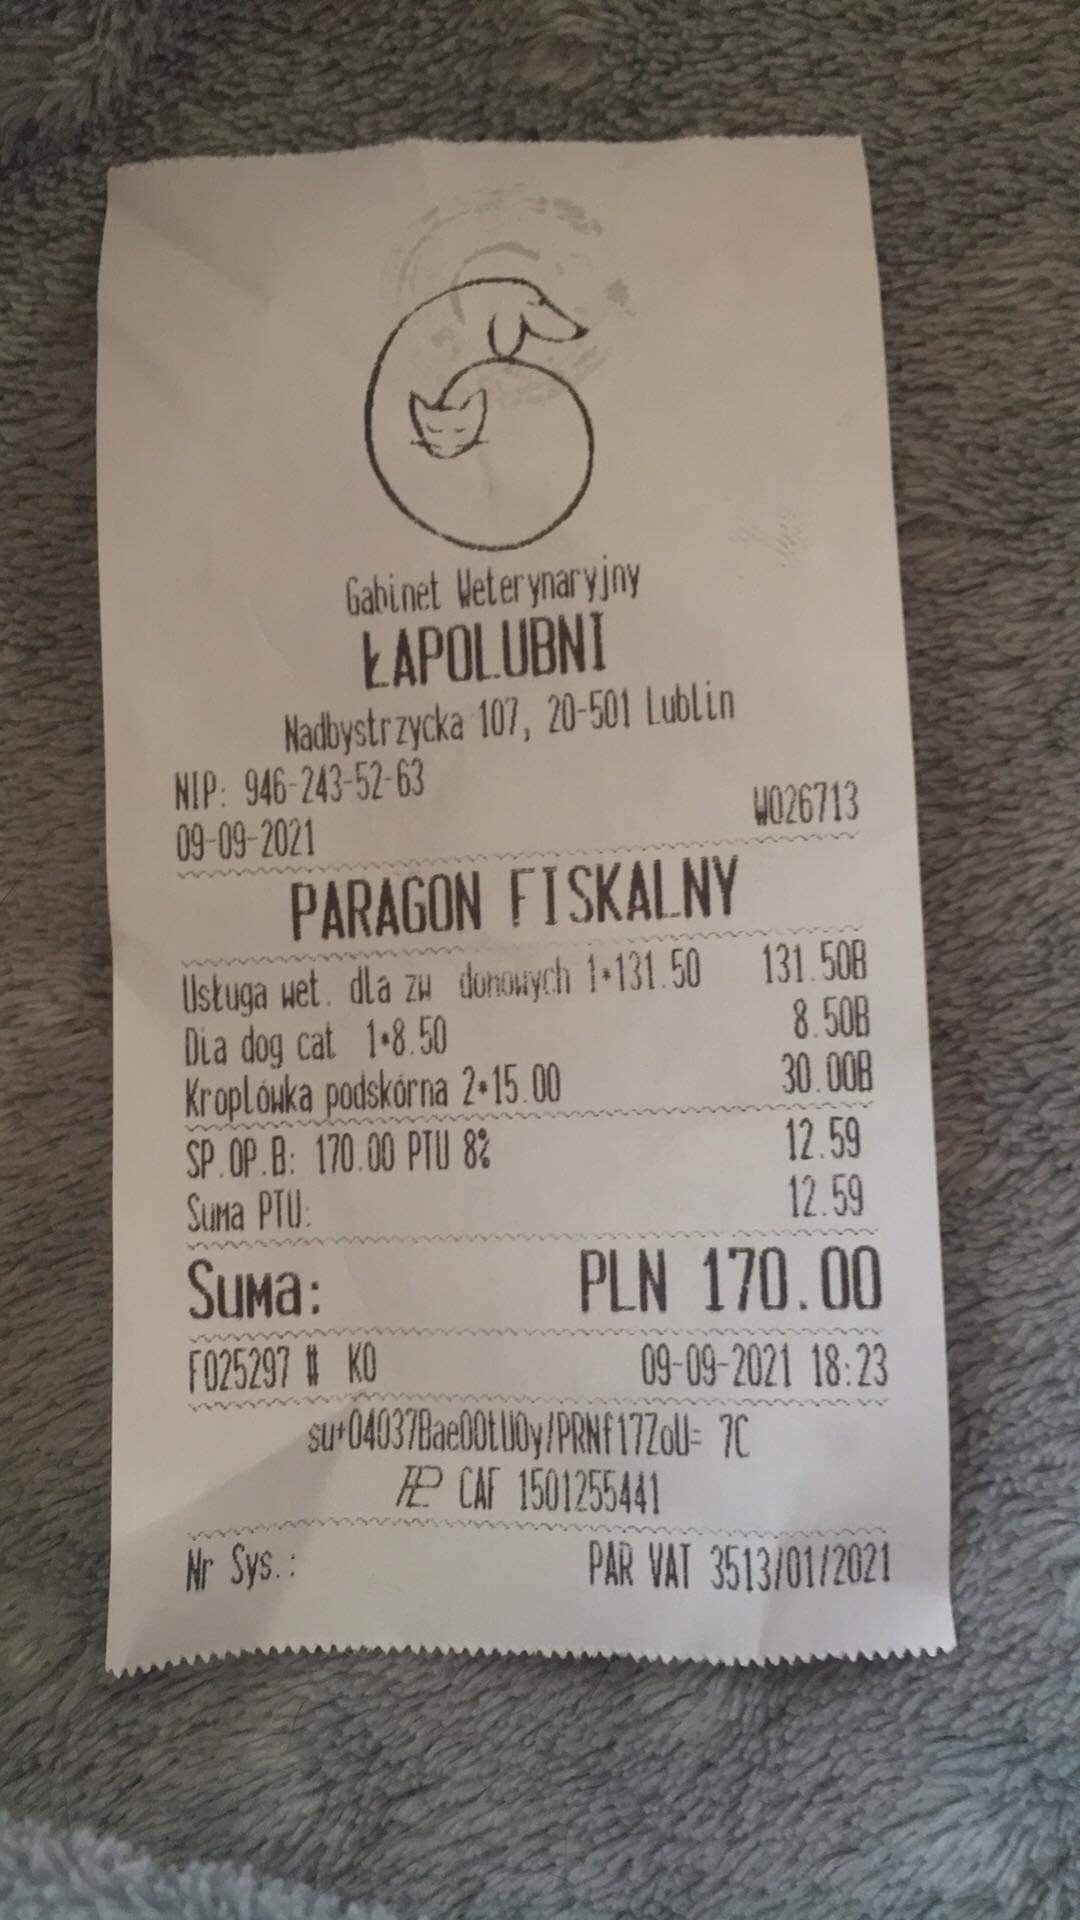 Gabinet Weterynaryjny
ŁAPOLUBNI
Nadbystrzycka 107, 20-501 Lublin
NIP: 946-243-52-63
09-09-2021 W026713
PARAGON FISKALNY
Usługa wet. dla zw domowych 1*131.50 131.50B
Dia dog cat 1*8.50 8.50B
Kroplówka podskórna 2*15.00 30.00B
SP.OP.B: 170.00 PTU 8% 12.59
Suma PTU: 12.59
Suma: PLN 170.00
F025297 # K0 09-09-2021 18:23
7C
CAF 1501255441
Nr Sys.: PAR VAT 3513/01/2021